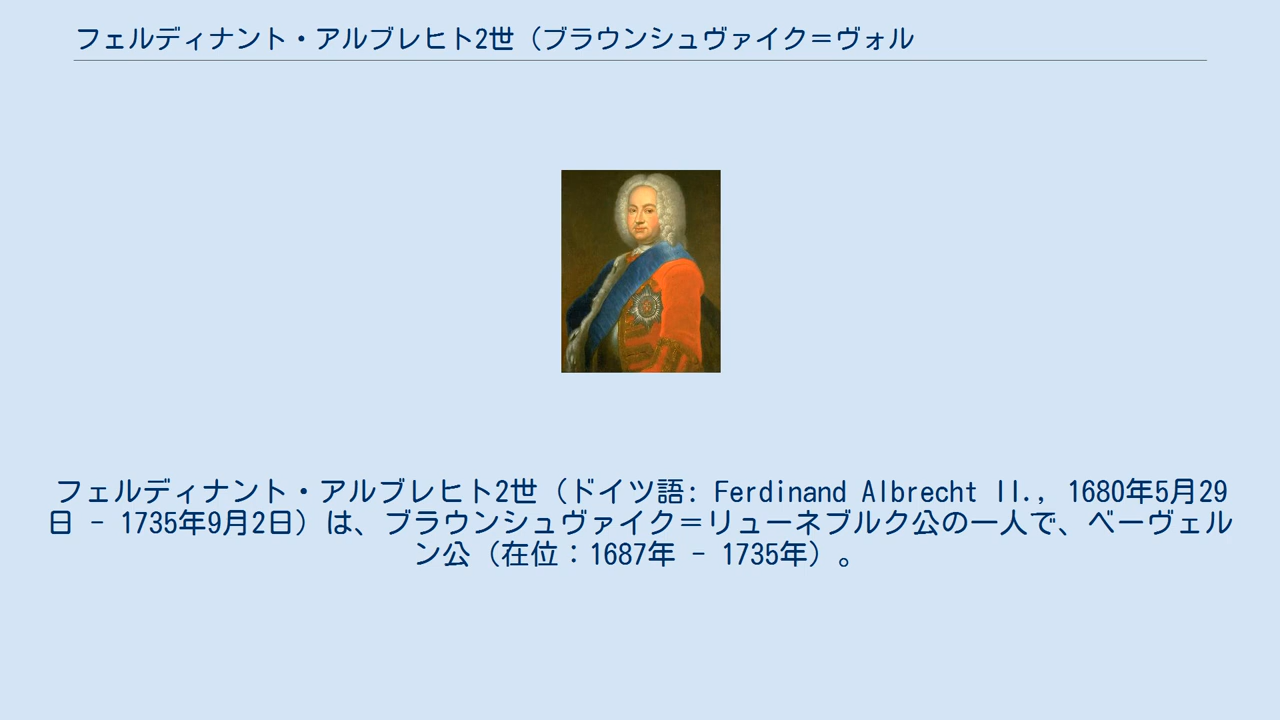 フェルディナント・アルブレヒト2世（ブラウンシュヴァイク＝ヴォル
フェルディナント・アルブレヒト2世（ドイツ語: Ferdinand Albrecht II., 1680年5月29
日 - 1735年9月2日）は、ブラウンシュヴァイク＝リューネブルク公の一人で、ベーヴェル
ン公（在位：1687年 - 1735年）。